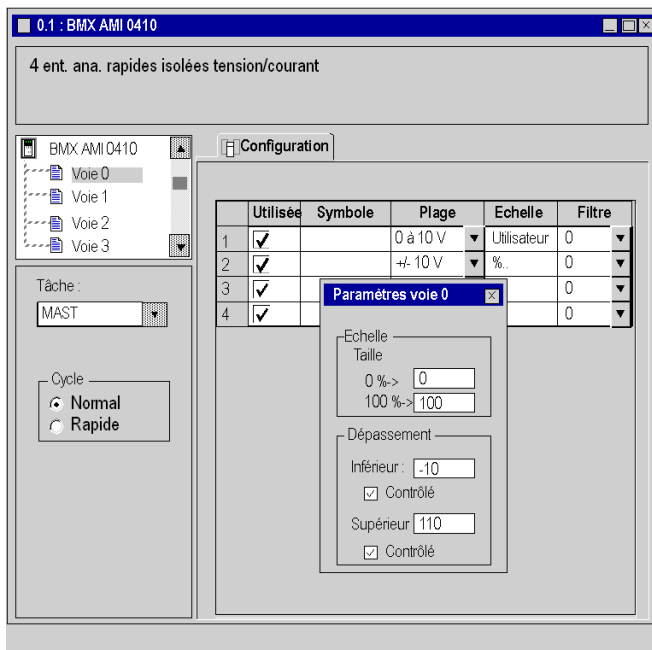 0.1 : BMX AMI 0410
4 ent. ana. rapides isolées tension/courant
BMX AMI 0410
Voie 0
Voie 1
Voie 2
Voie 3
Tâche :
MAST
Cycle
Normal
Rapide
Configuration
Utilisée Symbole Plage Echelle Filtre
1 0 à 10 V Utilisateur 0
2 +/- 10 V %.. 0
3 0
4 0
Paramètres voie 0
Echelle
Taille
0 %-> 0
100 %-> 100
Dépassement
Inférieur : -10
Contrôlé
Supérieur 110
Contrôlé